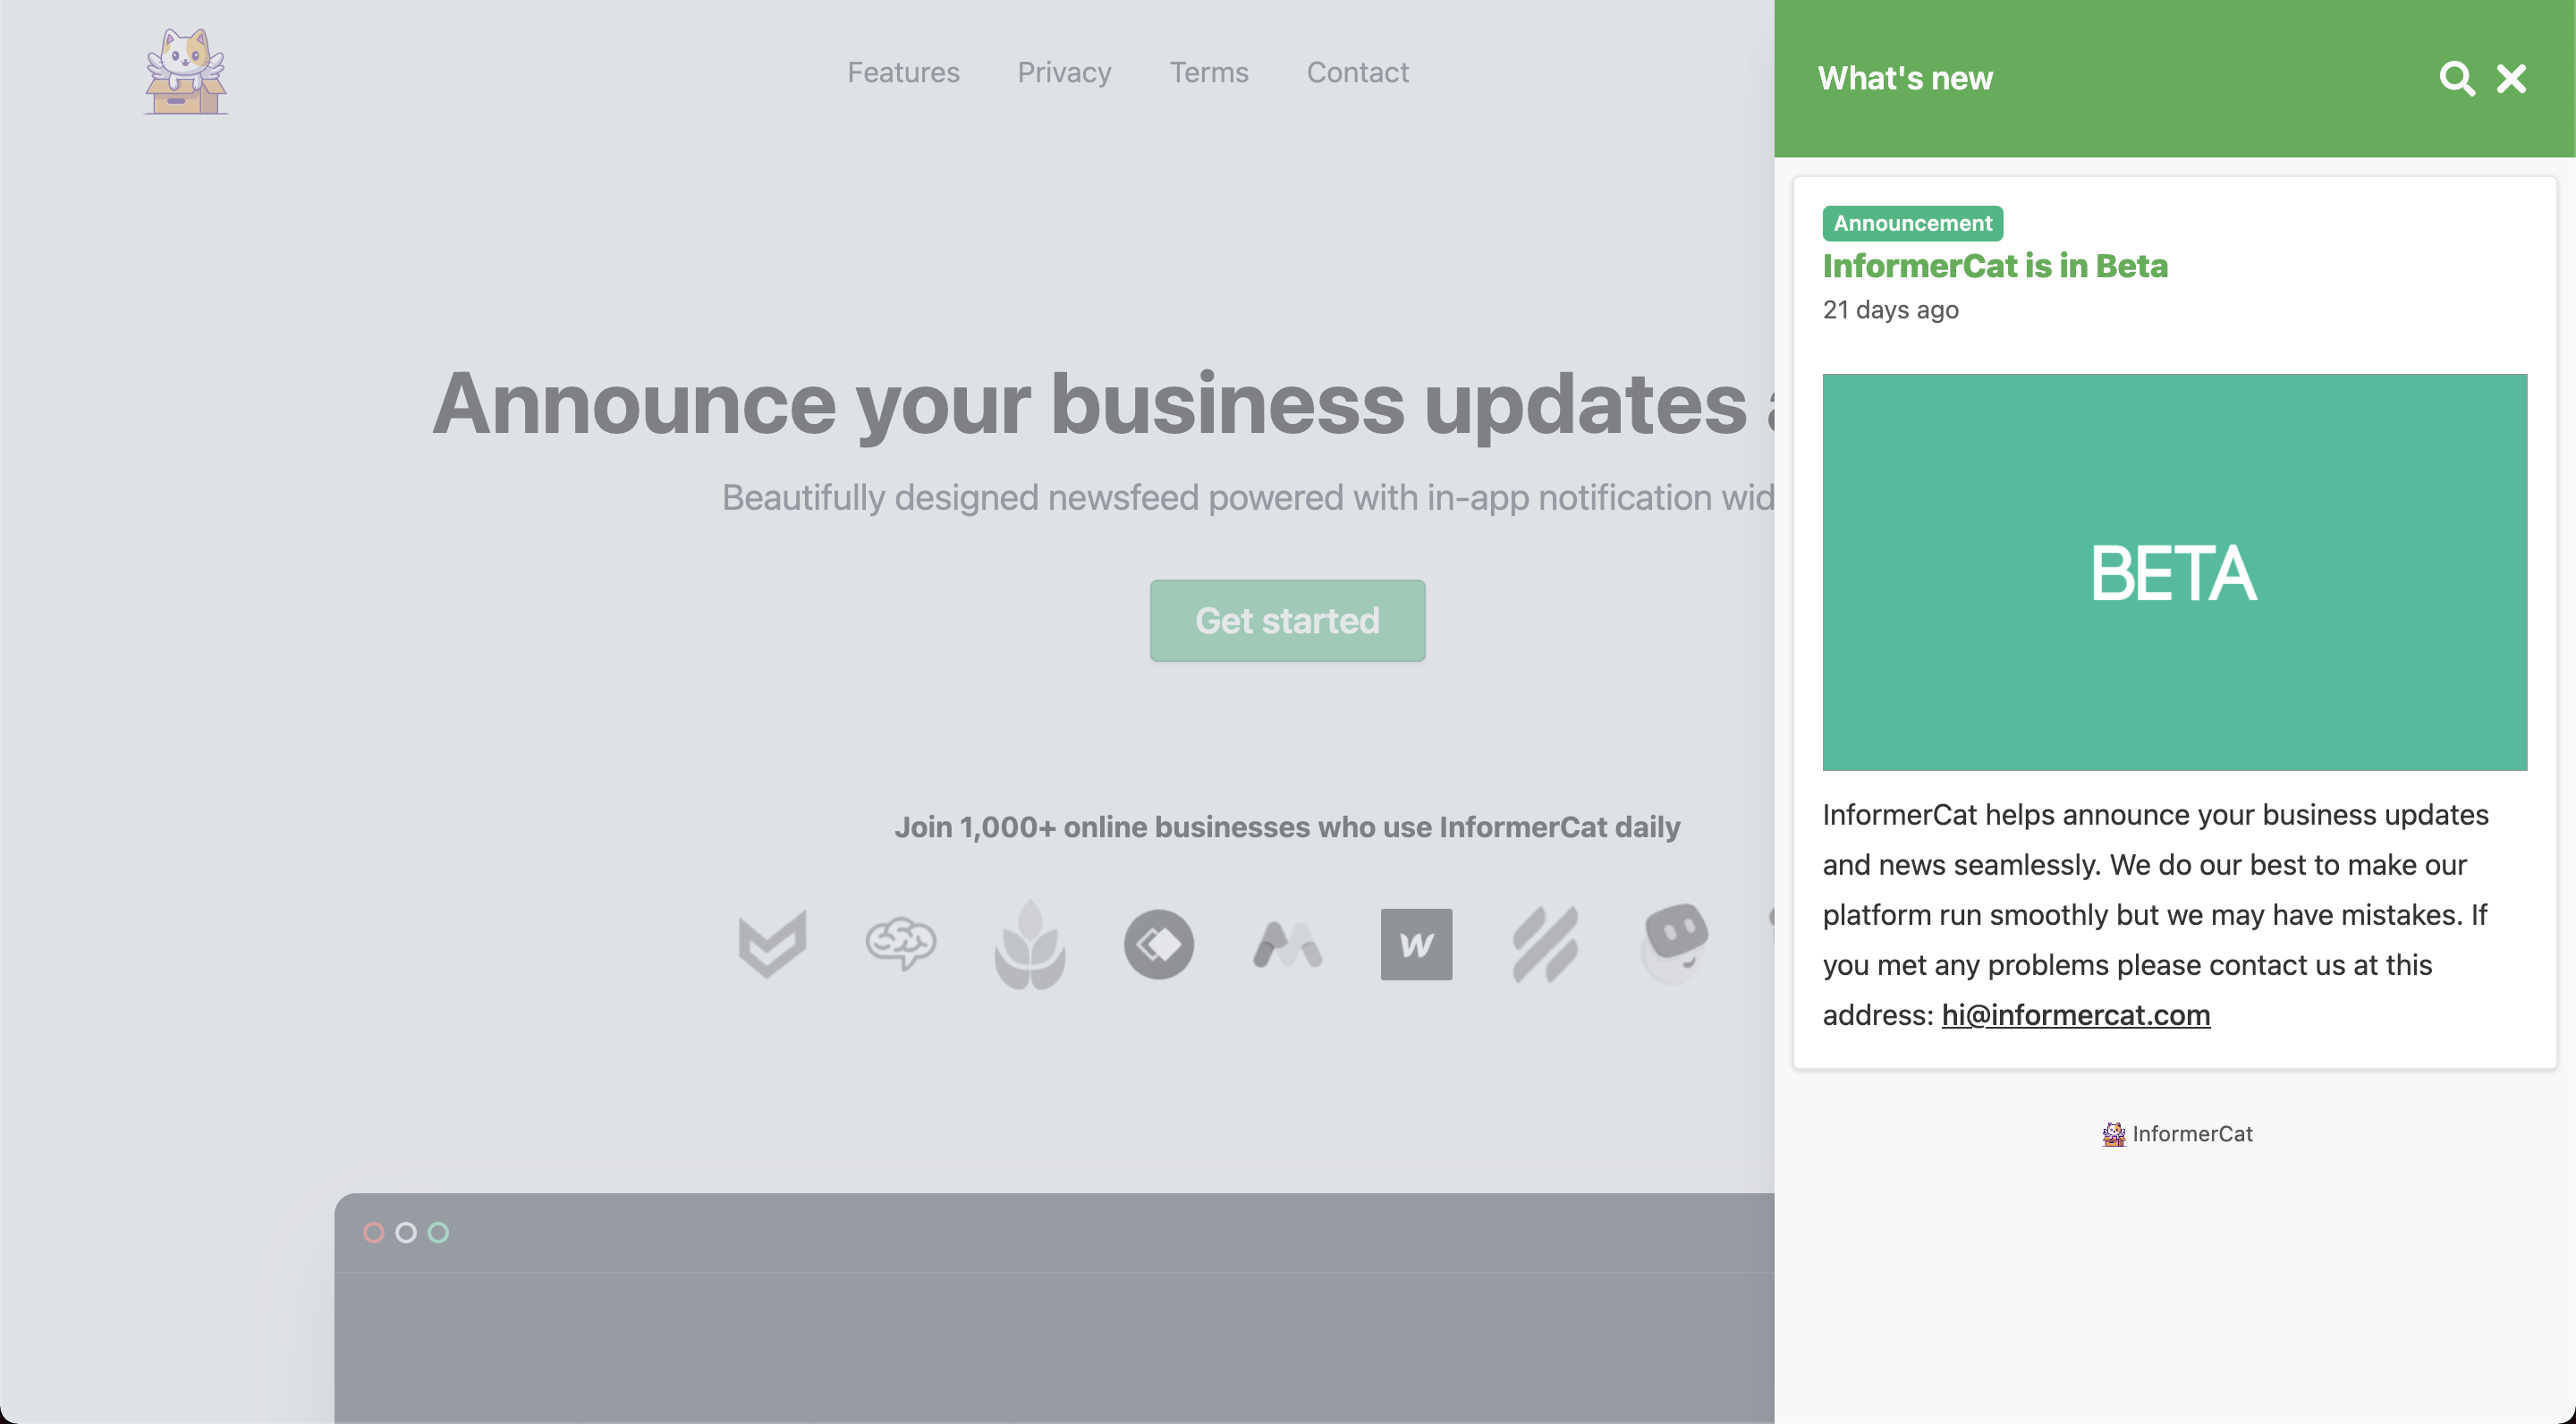 Features Privacy Terms Contact
Announce your business updates
Beautifully designed newsfeed powered with in-app notification
Get started
Join 1,000+ online businesses who use InformerCat daily
W
What's new
Announcement
InformerCat is in Beta
21 days ago
BETA
InformerCat helps announce your business updates
and news seamlessly. We do our best to make our
platform run smoothly but we may have mistakes. If
you met any problems please contact us at this
address: hi@informercat.com
InformerCat